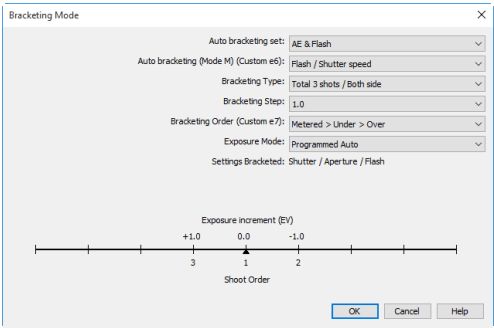 Bracketing Mode
Auto bracketing set: AE & Flash
Auto bracketing (Mode M) (Custom e6): Flash / Shutter speed
Bracketing Type: Total 3 shots / Both side
Bracketing Step: 1.0
Bracketing Order (Custom e7): Metered > Under > Over
Exposure Mode: Programmed Auto
Settings Bracketed: Shutter / Aperture / Flash
Exposure increment (EV)
+1.0 0.0 -1.0
3 1 2
Shoot Order
OK Cancel Help